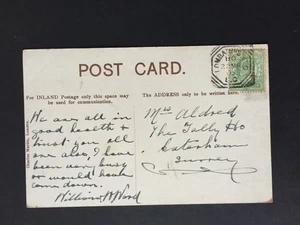 POST CARD.
For INLAND Postage only this space may
be used for communication.
The ADDRESS only to be written here.
We are all in
good health &
trust you all
are also, I have
been very busy
or would have
come down.
William H Ward
Mrs Aldred
The Tally Ho
Caterham
Surrey